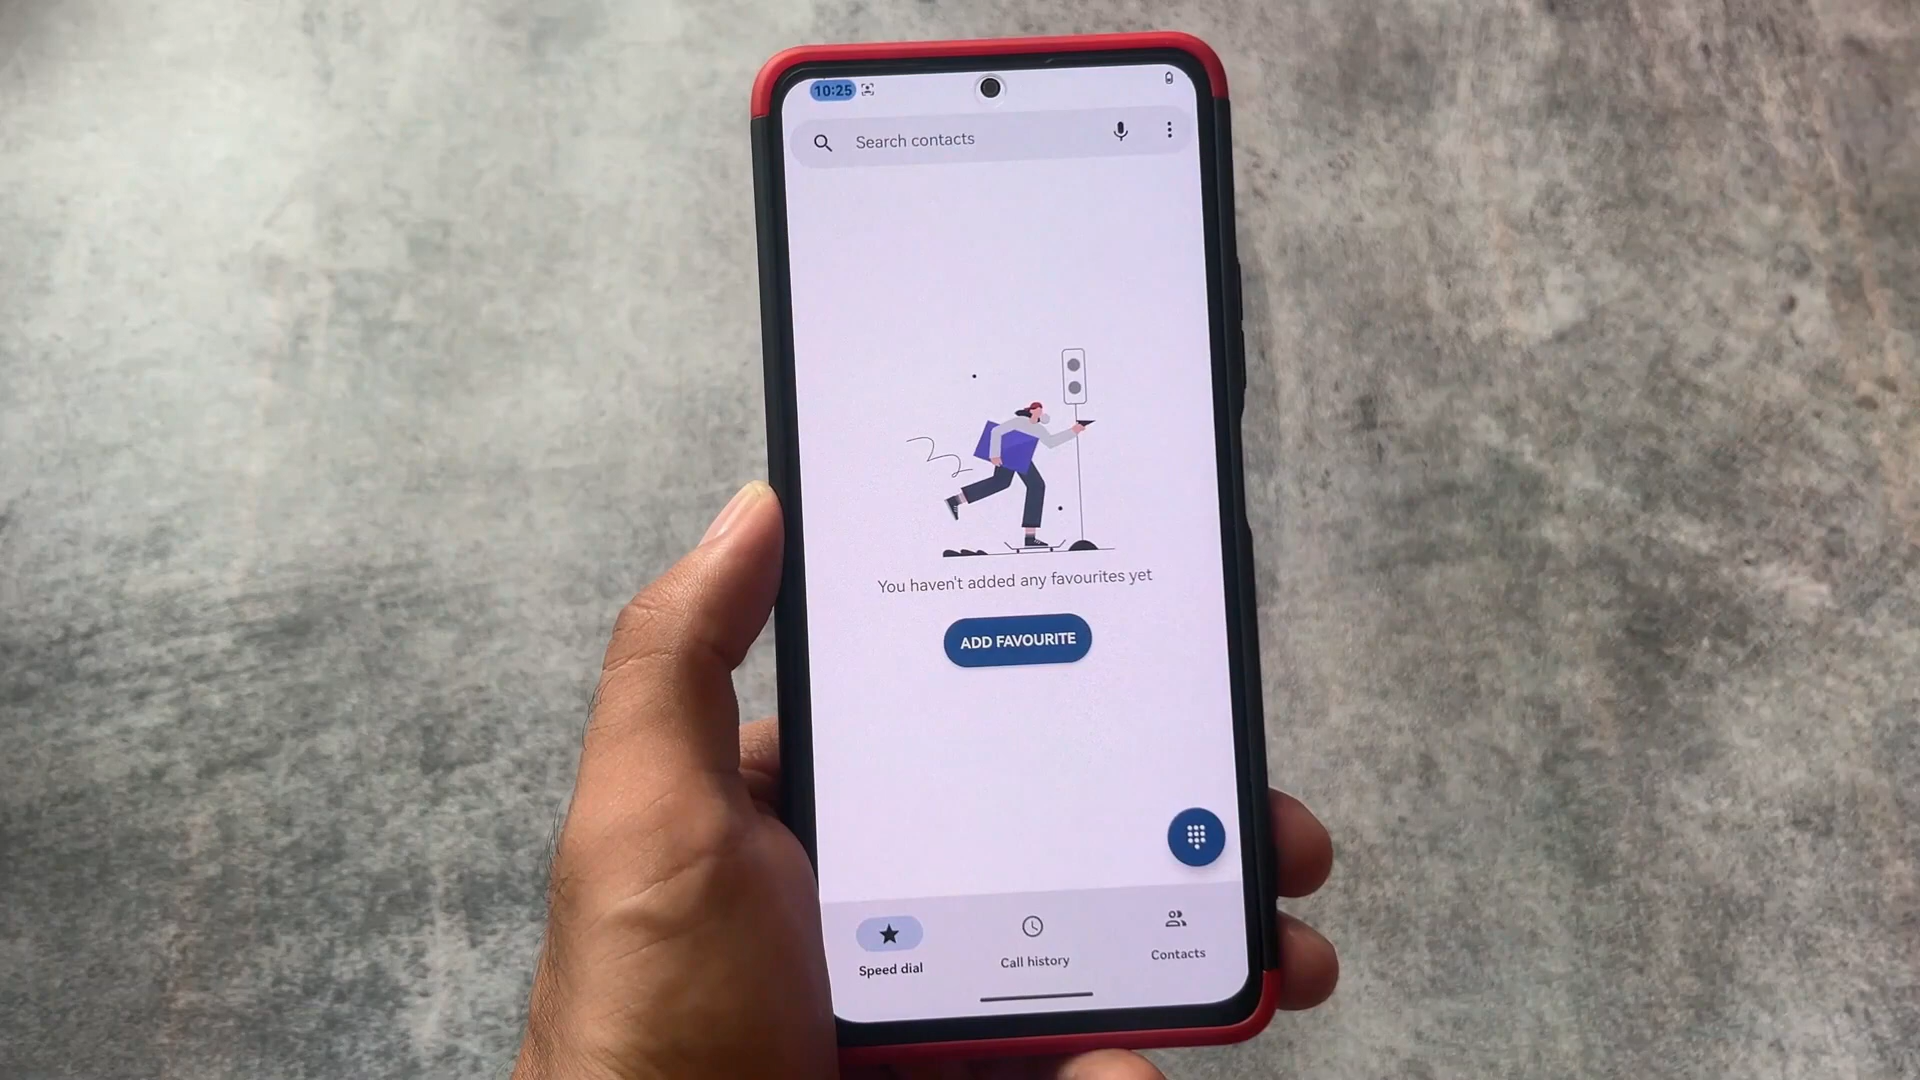 10:25
Search contacts
You haven't added any favourites yet
ADD FAVOURITE
Speed dial
Call history
Contacts